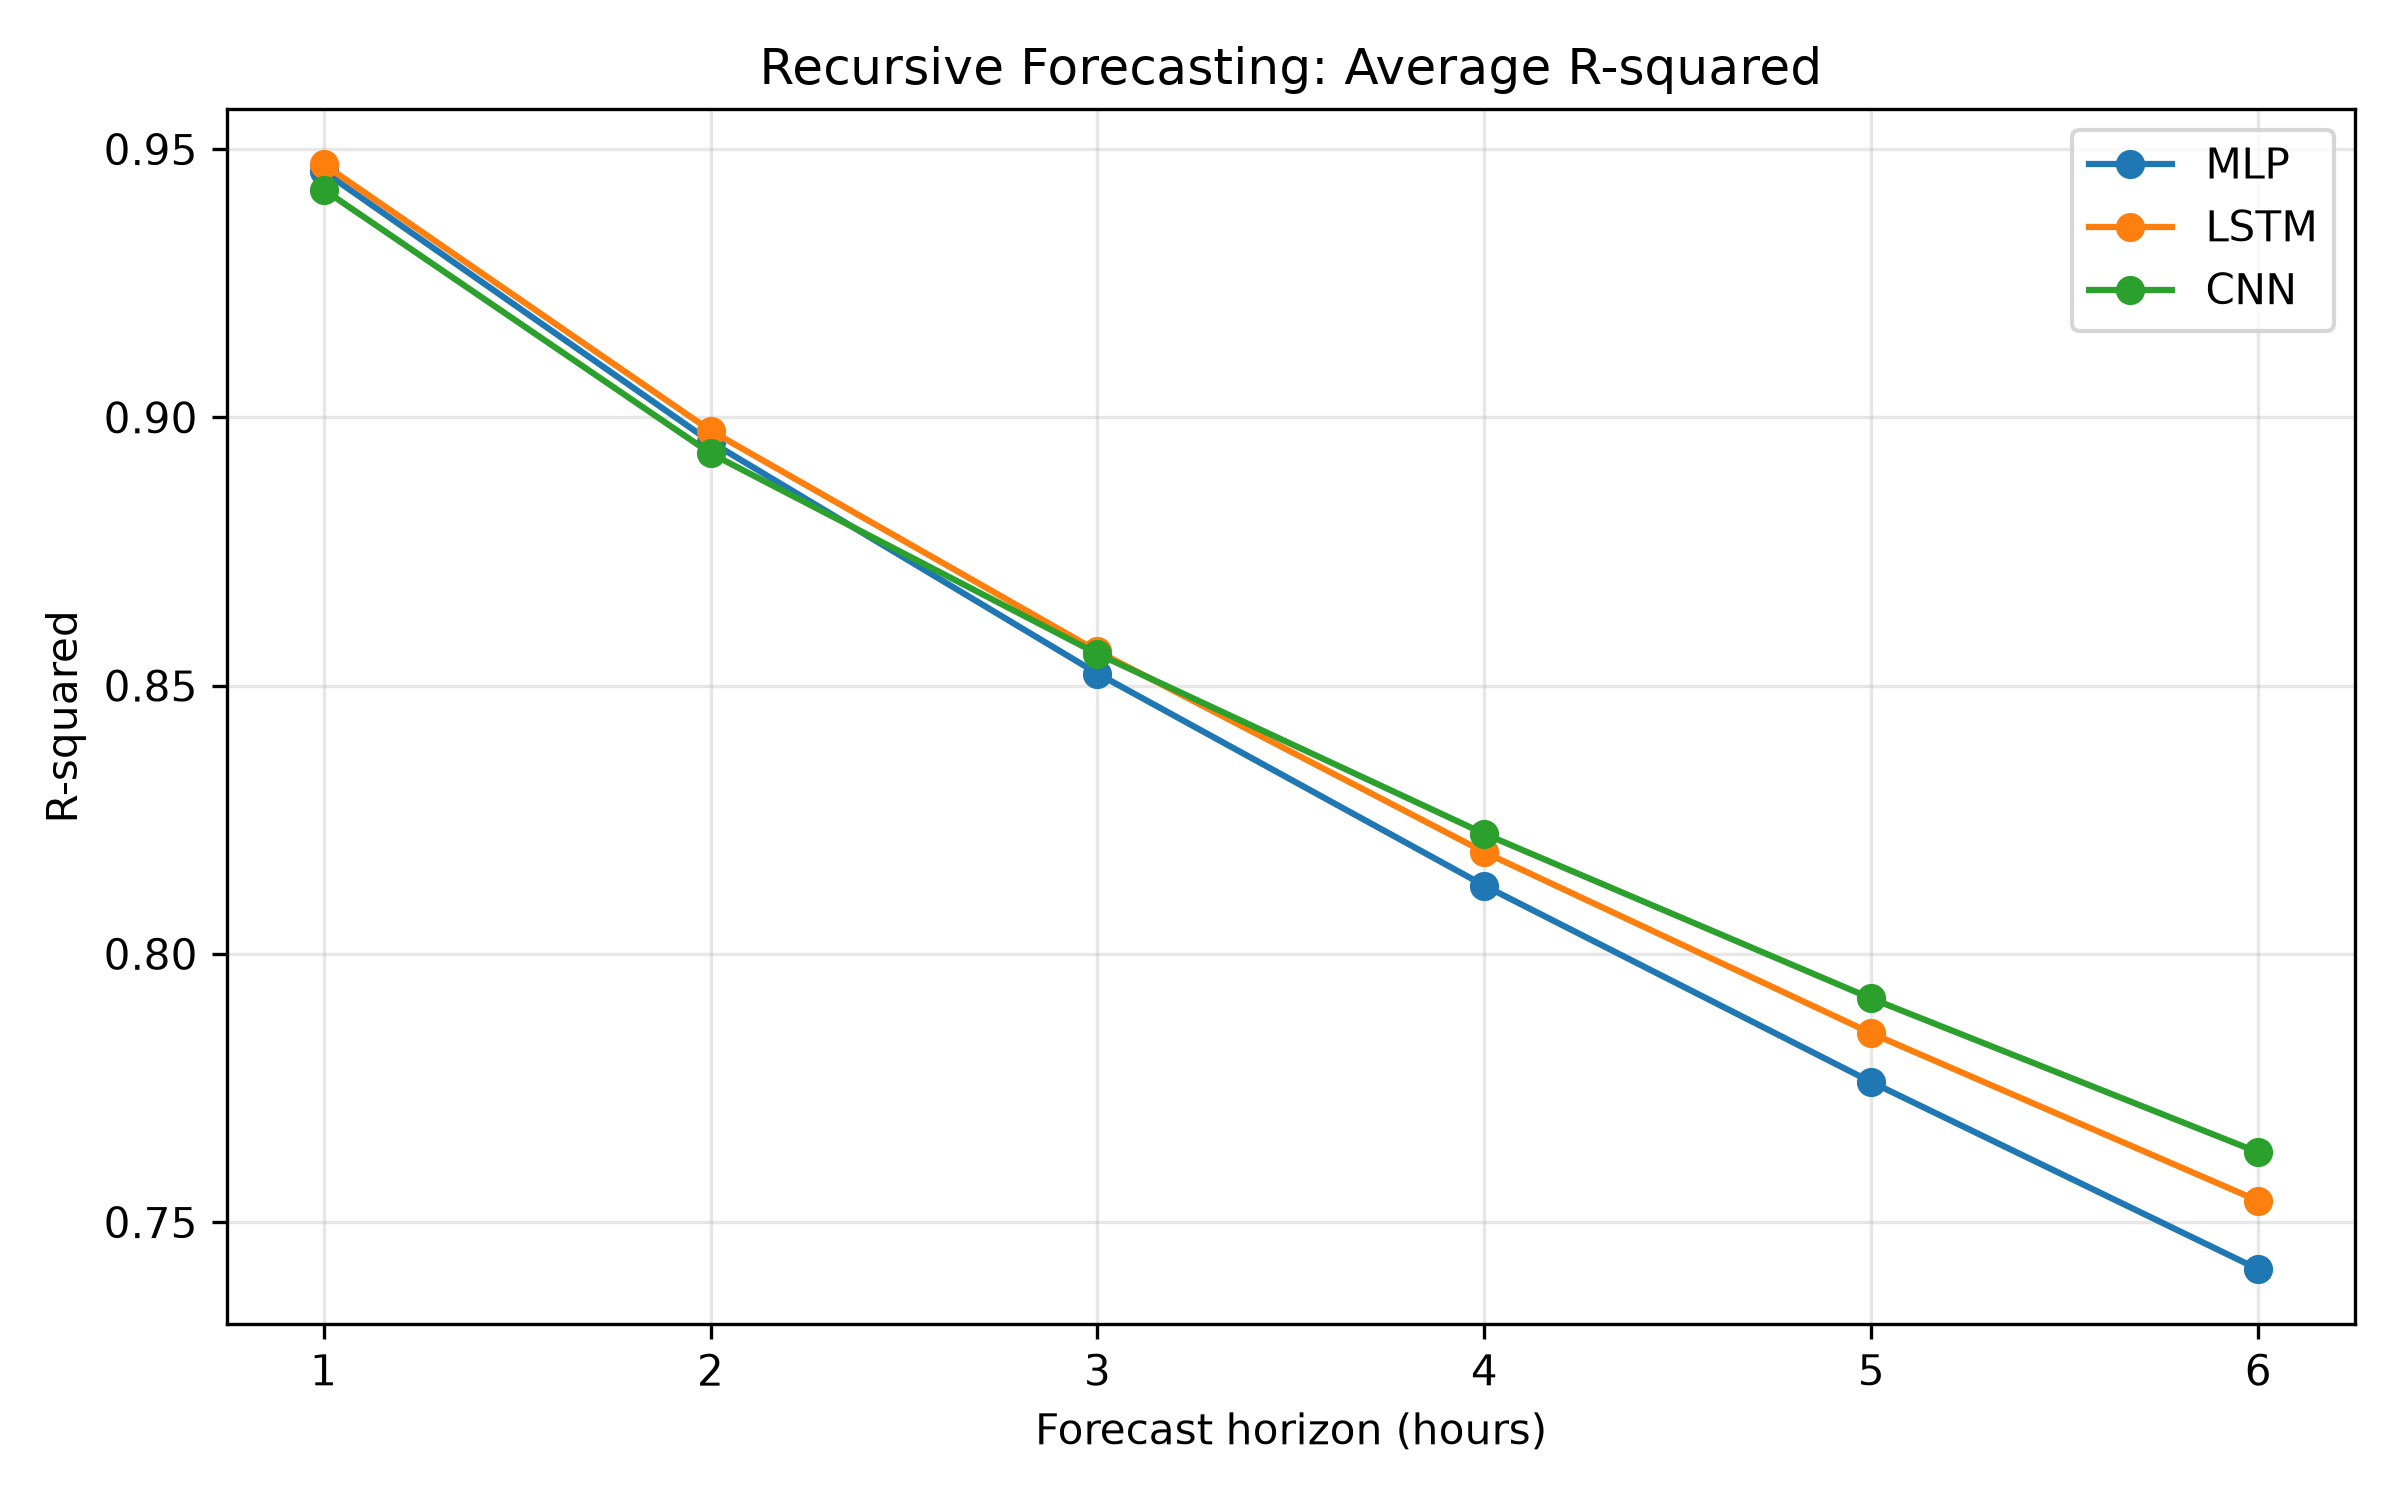 Recursive Forecasting: Average R-squared
0.95
0.90
0.85
0.80
0.75
R-squared
MLP
LSTM
CNN
1 2 3 4 5 6
Forecast horizon (hours)